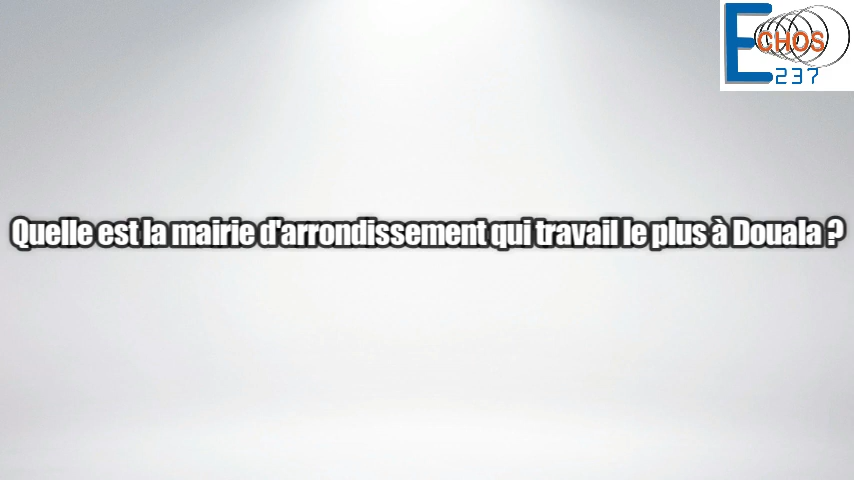 ECHOS
237
Quelle est la mairie d'arrondissement qui travail le plus à Douala ?